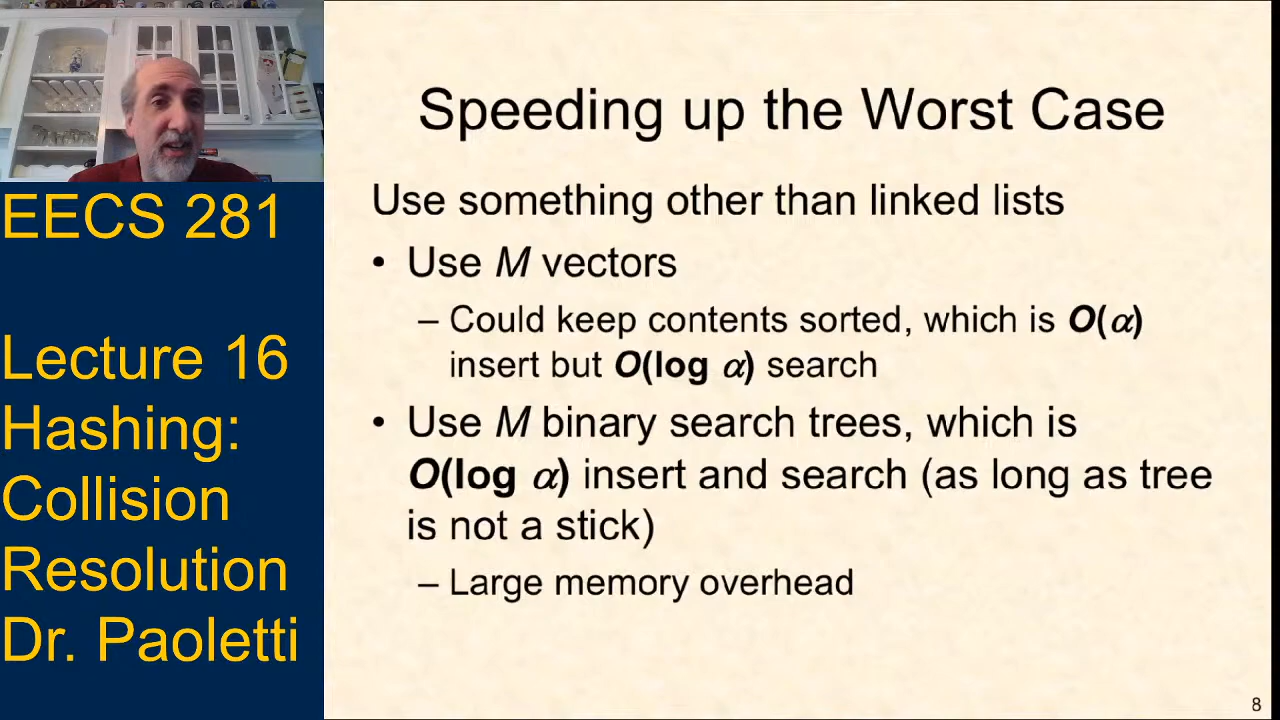 EECS 281
Lecture 16
Hashing:
Collision
Resolution
Dr. Paoletti
Speeding up the Worst Case
Use something other than linked lists
• Use M vectors
– Could keep contents sorted, which is O(α)
insert but O(log α) search
• Use M binary search trees, which is
O(log α) insert and search (as long as tree
is not a stick)
– Large memory overhead
8